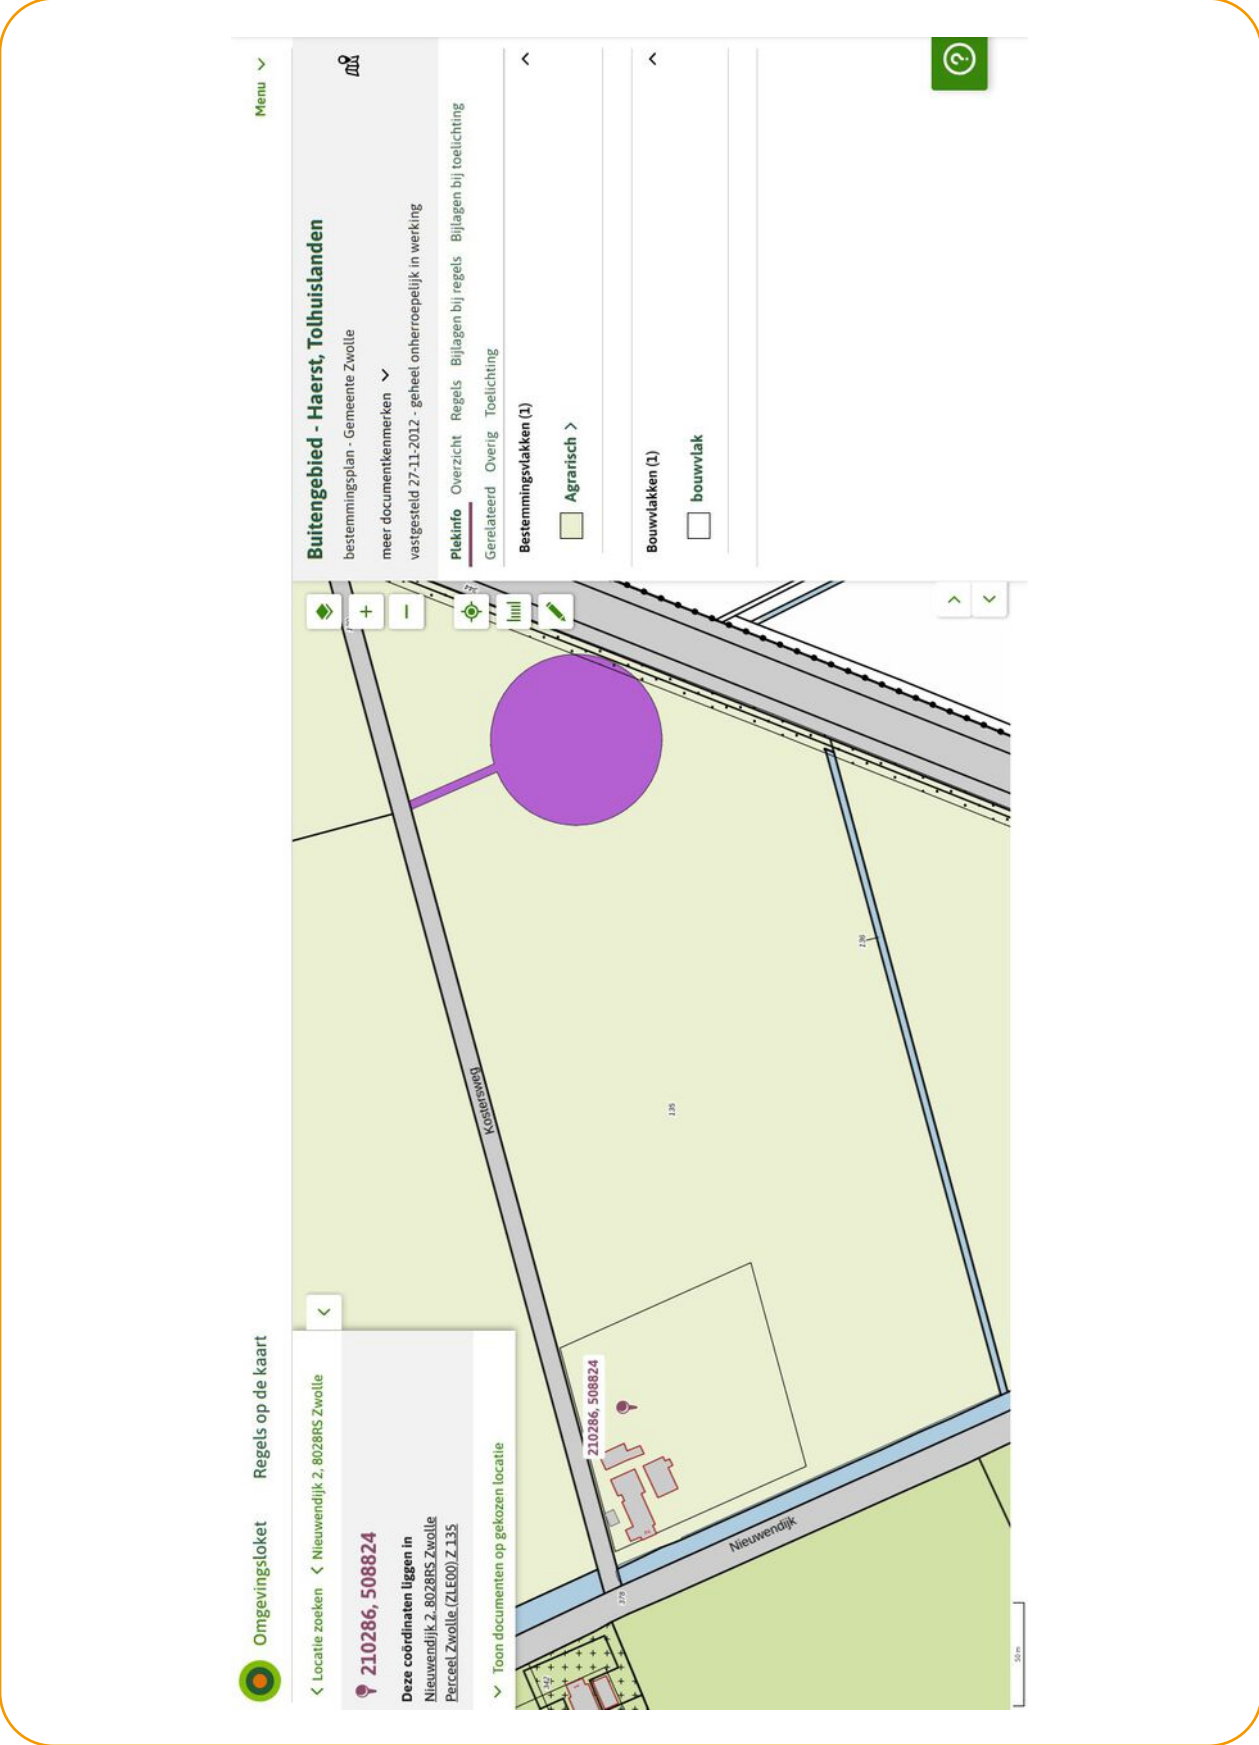 Omgevingsloket
Regels op de kaart
Menu
Locatie zoeken
Nieuwendijk 2, 8028RS Zwolle
210286, 508824
Deze coördinaten liggen in
Nieuwendijk 2, 8028RS Zwolle
Perceel Zwolle (ZLE00) Z 135
Toon documenten op gekozen locatie
Kostersweg
210286, 508824
135
136
Nieuwendijk
378
342
50 m
Buitengebied - Haerst, Tolhuislanden
bestemmingsplan - Gemeente Zwolle
meer documentkenmerken
vastgesteld 27-11-2012 - geheel onherroepelijk in werking
Plekinfo Overzicht Regels Bijlagen bij regels Bijlagen bij toelichting
Gerelateerd Overig Toelichting
Bestemmingsvlakken (1)
Agrarisch >
Bouwvlakken (1)
bouwvlak